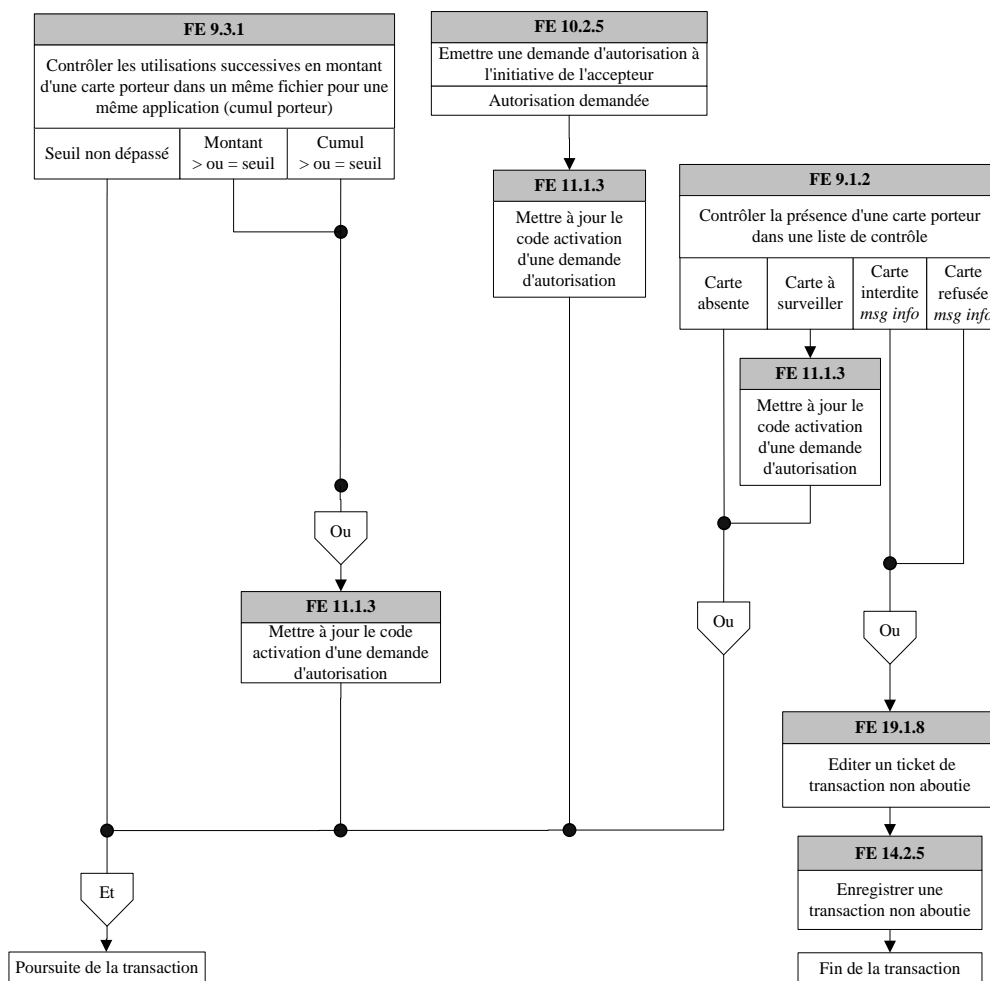 FE 9.3.1
Contrôler les utilisations successives en montant
d'une carte porteur dans un même fichier pour une
même application (cumul porteur)
Seuil non dépassé
Montant
> ou = seuil
Cumul
> ou = seuil
FE 10.2.5
Emettre une demande d'autorisation à
l'initiative de l'accepteur
Autorisation demandée
FE 11.1.3
Mettre à jour le
code activation
d'une demande
d'autorisation
FE 9.1.2
Contrôler la présence d'une carte porteur
dans une liste de contrôle
Carte
absente
Carte à
surveiller
Carte
interdite
msg info
Carte
refusée
msg info
FE 11.1.3
Mettre à jour le
code activation
d'une demande
d'autorisation
Ou
FE 11.1.3
Mettre à jour le code
activation d'une demande
d'autorisation
Ou
Ou
FE 19.1.8
Editer un ticket de
transaction non aboutie
FE 14.2.5
Enregistrer une
transaction non aboutie
Et
Poursuite de la transaction
Fin de la transaction